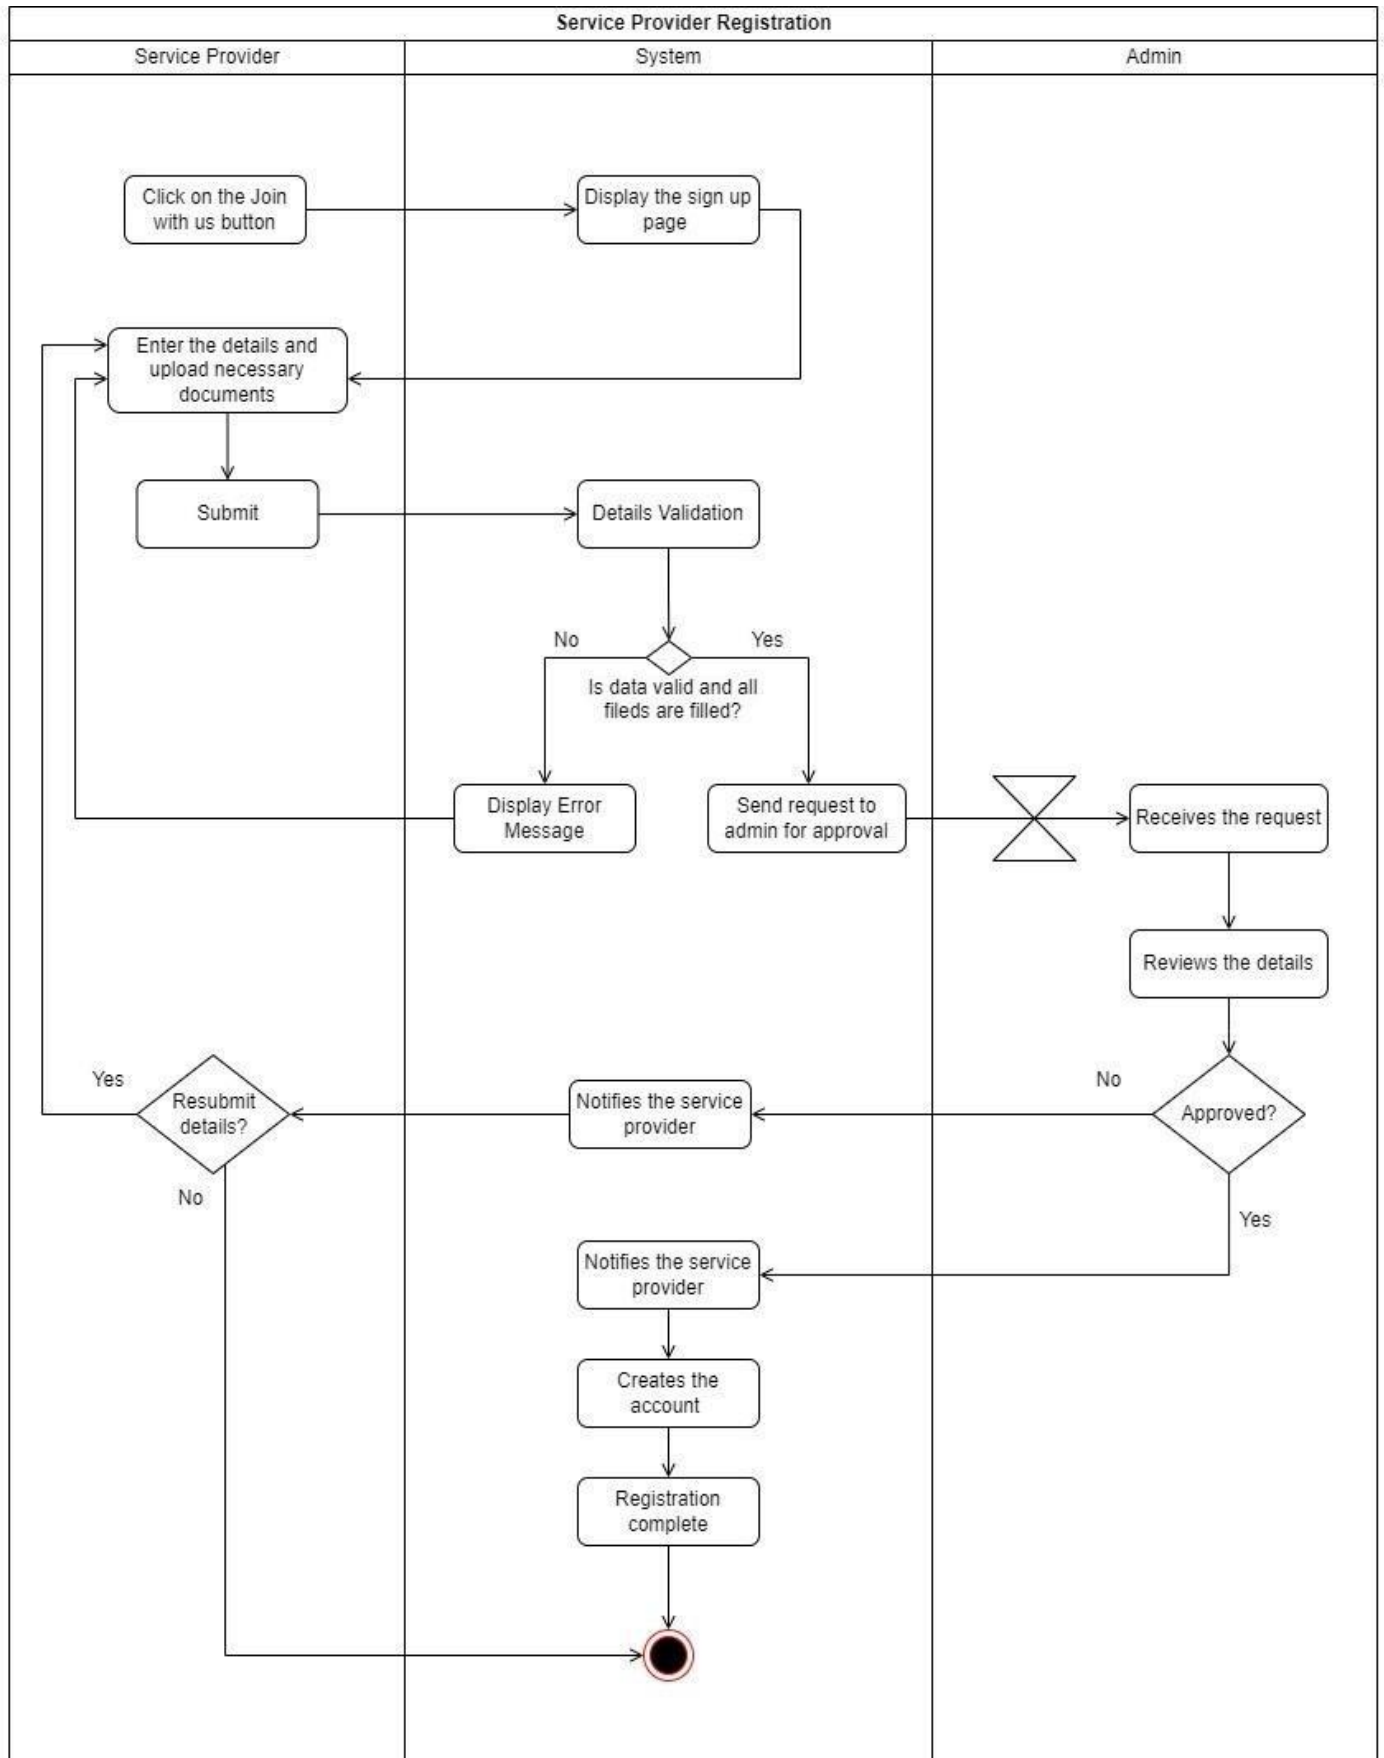 Service Provider Registration
Service Provider
System
Admin
Click on the Join
with us button
Display the sign up
page
Enter the details and
upload necessary
documents
Submit
Details Validation
No
Yes
Is data valid and all
fileds are filled?
Display Error
Message
Send request to
admin for approval
Receives the request
Reviews the details
Yes
Resubmit
details?
No
Notifies the service
provider
No
Approved?
Yes
Notifies the service
provider
Creates the
account
Registration
complete